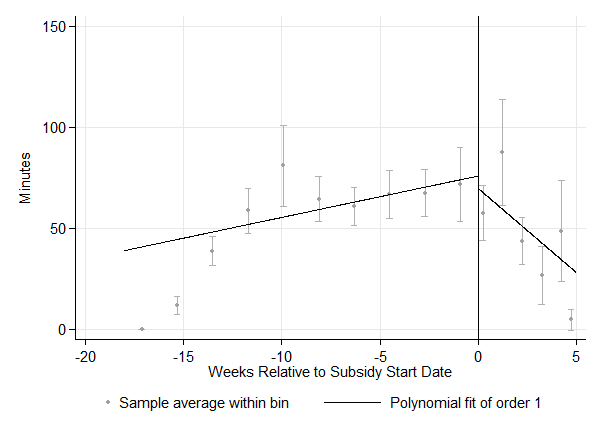 150
100
50
0
Minutes
-20 -15 -10 -5 0 5
Weeks Relative to Subsidy Start Date
Sample average within bin Polynomial fit of order 1